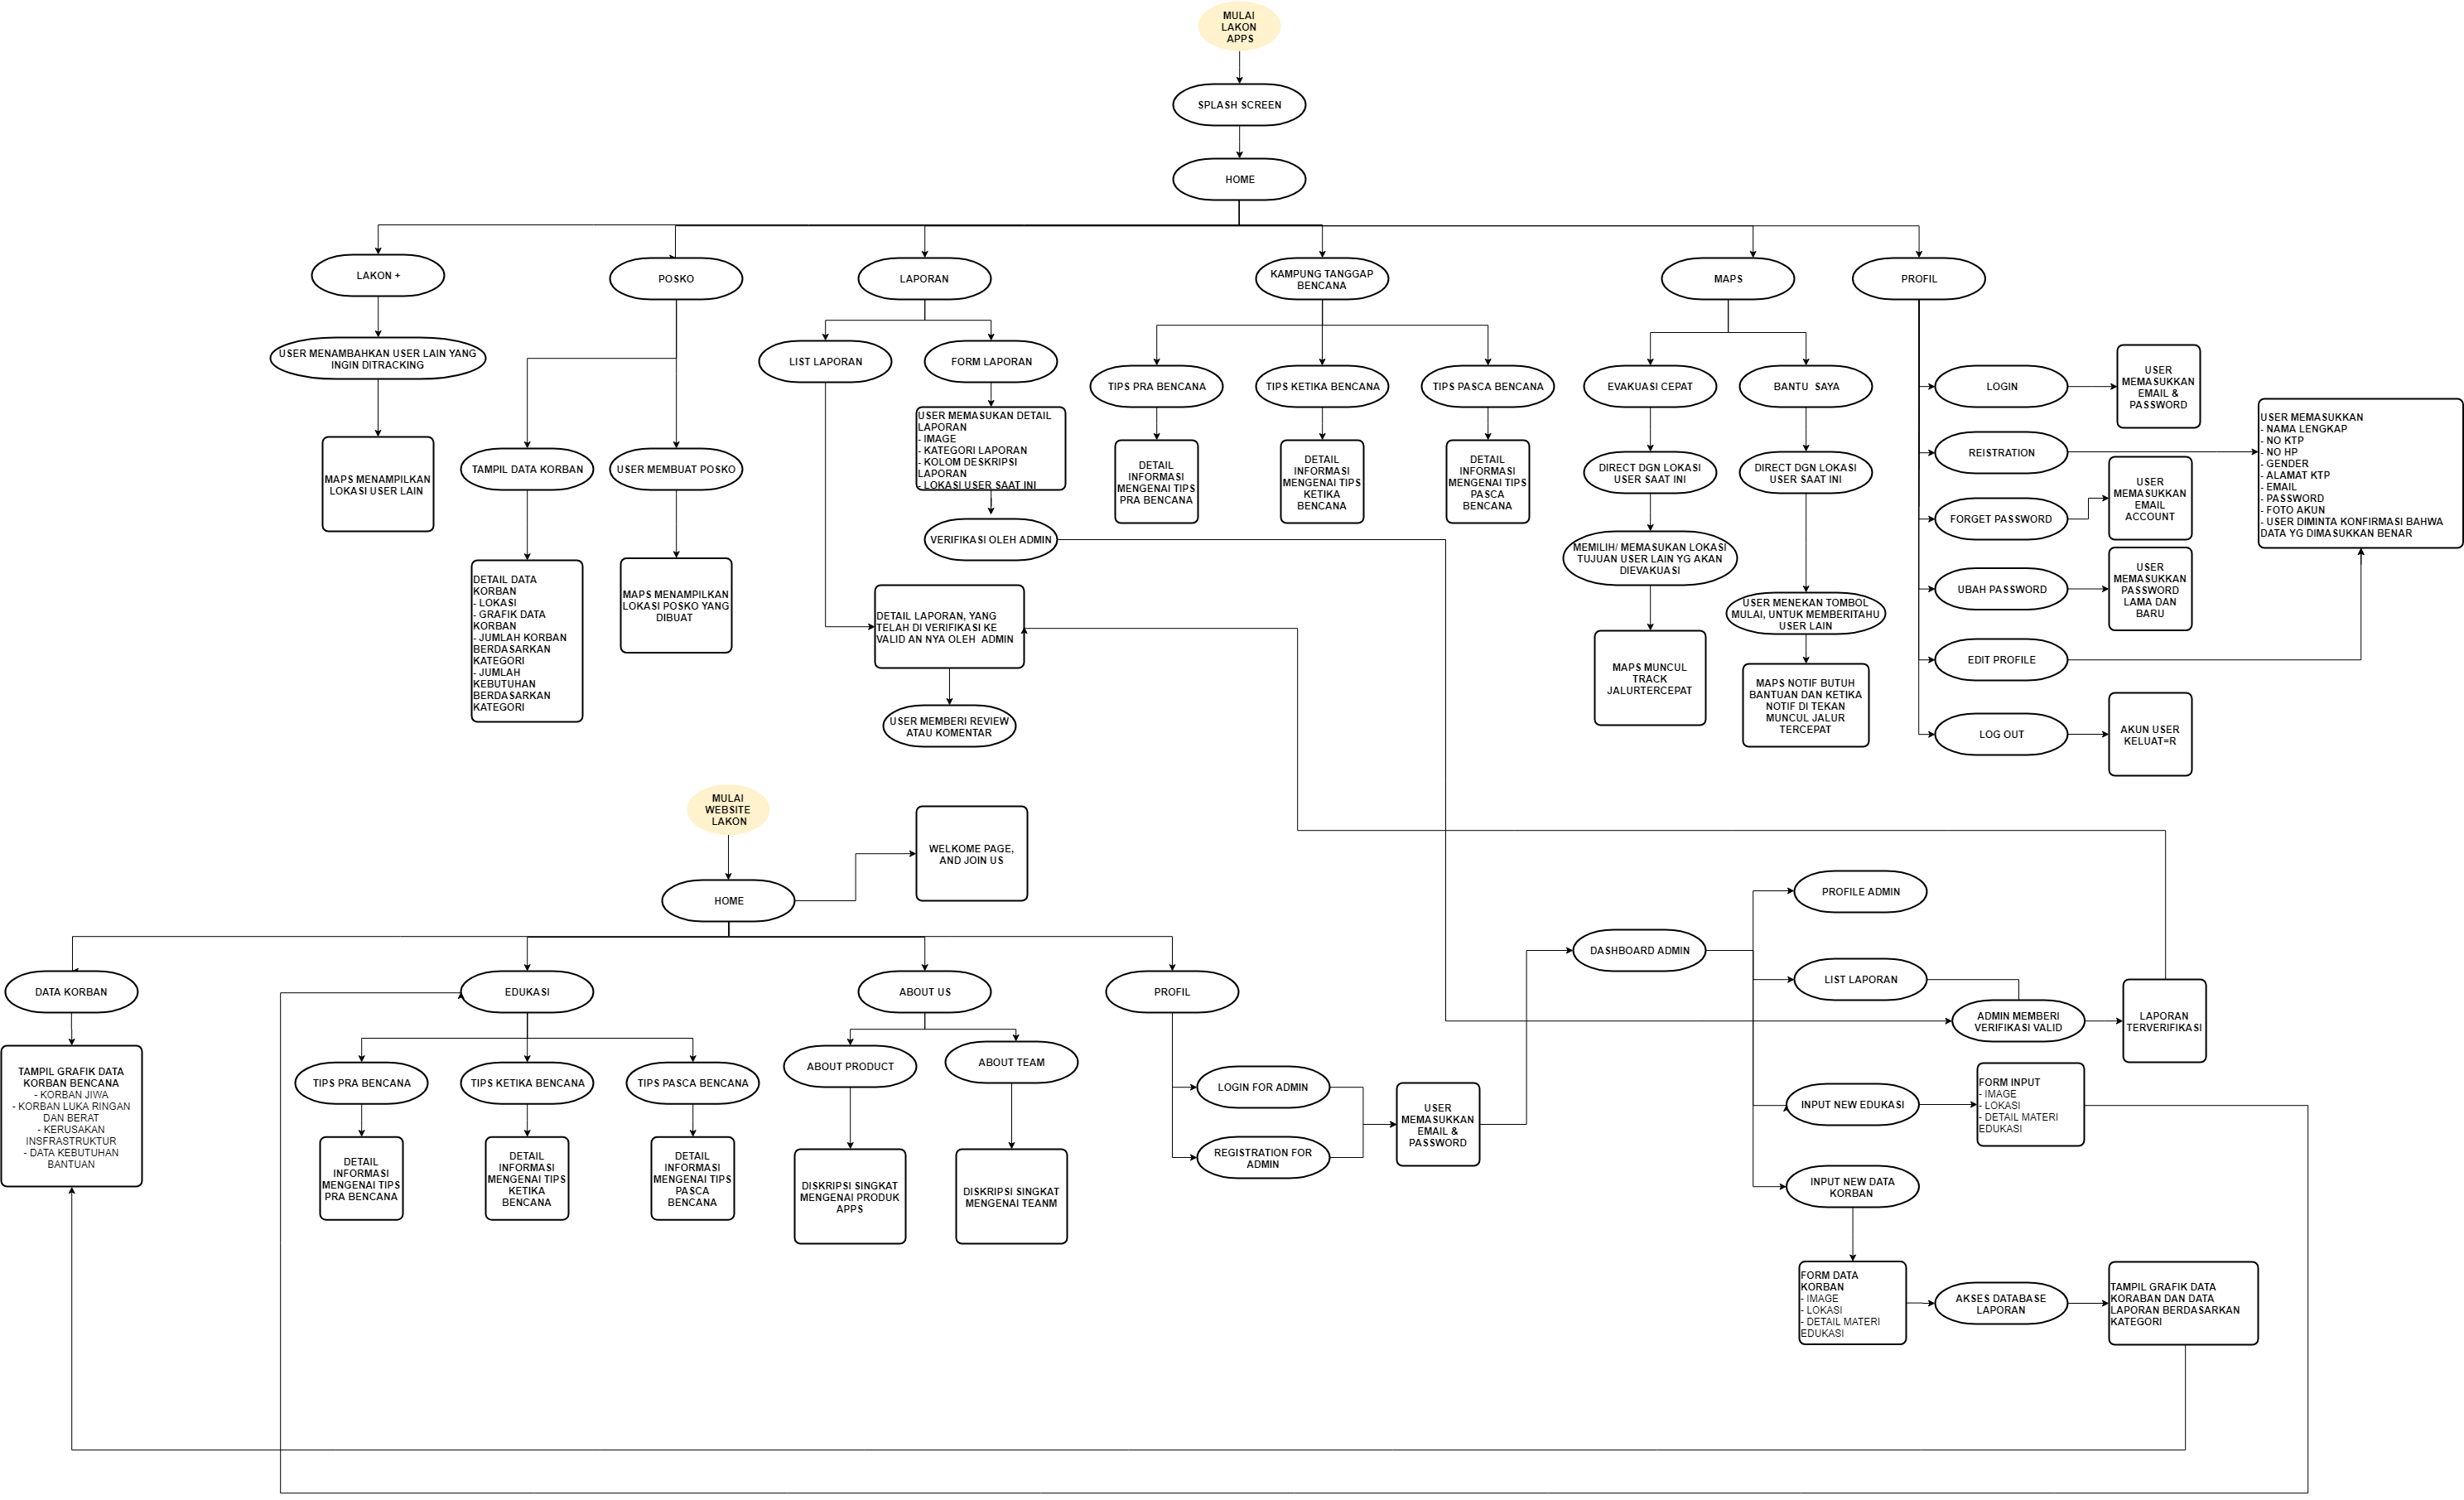 MULAI
LAKON
APPS
SPLASH SCREEN
HOME
LAKON +
POSKO
LAPORAN
KAMPUNG TANGGAP
BENCANA
MAPS
PROFIL
USER MENAMBAHKAN USER LAIN YANG
INGIN DITRACKING
MAPS MENAMPILKAN
LOKASI USER LAIN
TAMPIL DATA KORBAN
USER MEMBUAT POSKO
DETAIL DATA
KORBAN
- LOKASI
- GRAFIK DATA
KORBAN
- JUMLAH KORBAN
BERDASARKAN
KATEGORI
- JUMLAH
KEBUTUHAN
BERDASARKAN
KATEGORI
MAPS MENAMPILKAN
LOKASI POSKO YANG
DIBUAT
LIST LAPORAN
FORM LAPORAN
USER MEMASUKAN DETAIL
LAPORAN
- IMAGE
- KATEGORI LAPORAN
- KOLOM DESKRIPSI
LAPORAN
- LOKASI USER SAAT INI
VERIFIKASI OLEH ADMIN
DETAIL LAPORAN, YANG
TELAH DI VERIFIKASI KE
VALID AN NYA OLEH ADMIN
USER MEMBERI REVIEW
ATAU KOMENTAR
TIPS PRA BENCANA
TIPS KETIKA BENCANA
TIPS PASCA BENCANA
DETAIL
INFORMASI
MENGENAI TIPS
PRA BENCANA
DETAIL
INFORMASI
MENGENAI TIPS
KETIKA
BENCANA
DETAIL
INFORMASI
MENGENAI TIPS
PASCA
BENCANA
EVAKUASI CEPAT
BANTU SAYA
DIRECT DGN LOKASI
USER SAAT INI
DIRECT DGN LOKASI
USER SAAT INI
MEMILIH/ MEMASUKAN LOKASI
TUJUAN USER LAIN YG AKAN
DIEVAKUASI
USER MENEKAN TOMBOL
MULAI, UNTUK MEMBERITAHU
USER LAIN
MAPS MUNCUL
TRACK
JALURTERCEPAT
MAPS NOTIF BUTUH
BANTUAN DAN KETIKA
NOTIF DI TEKAN
MUNCUL JALUR
TERCEPAT
LOGIN
USER
MEMASUKKAN
EMAIL &
PASSWORD
REISTRATION
USER MEMASUKKAN
- NAMA LENGKAP
- NO KTP
- NO HP
- GENDER
- ALAMAT KTP
- EMAIL
- PASSWORD
- FOTO AKUN
- USER DIMINTA KONFIRMASI BAHWA
DATA YG DIMASUKKAN BENAR
FORGET PASSWORD
USER
MEMASUKKAN
EMAIL
ACCOUNT
UBAH PASSWORD
USER
MEMASUKKAN
PASSWORD
LAMA DAN
BARU
EDIT PROFILE
LOG OUT
AKUN USER
KELUAT=R
MULAI
WEBSITE
LAKON
HOME
WELKOME PAGE,
AND JOIN US
DATA KORBAN
EDUKASI
ABOUT US
PROFIL
TAMPIL GRAFIK DATA
KORBAN BENCANA
- KORBAN JIWA
- KORBAN LUKA RINGAN
DAN BERAT
- KERUSAKAN
INSFRASTRUKTUR
- DATA KEBUTUHAN
BANTUAN
TIPS PRA BENCANA
TIPS KETIKA BENCANA
TIPS PASCA BENCANA
DETAIL
INFORMASI
MENGENAI TIPS
PRA BENCANA
DETAIL
INFORMASI
MENGENAI TIPS
KETIKA
BENCANA
DETAIL
INFORMASI
MENGENAI TIPS
PASCA
BENCANA
ABOUT PRODUCT
ABOUT TEAM
DISKRIPSI SINGKAT
MENGENAI PRODUK
APPS
DISKRIPSI SINGKAT
MENGENAI TEANM
LOGIN FOR ADMIN
REGISTRATION FOR
ADMIN
USER
MEMASUKKAN
EMAIL &
PASSWORD
DASHBOARD ADMIN
PROFILE ADMIN
LIST LAPORAN
ADMIN MEMBERI
VERIFIKASI VALID
LAPORAN
TERVERIFIKASI
INPUT NEW EDUKASI
FORM INPUT
- IMAGE
- LOKASI
- DETAIL MATERI
EDUKASI
INPUT NEW DATA
KORBAN
FORM DATA
KORBAN
- IMAGE
- LOKASI
- DETAIL MATERI
EDUKASI
AKSES DATABASE
LAPORAN
TAMPIL GRAFIK DATA
KORABAN DAN DATA
LAPORAN BERDASARKAN
KATEGORI